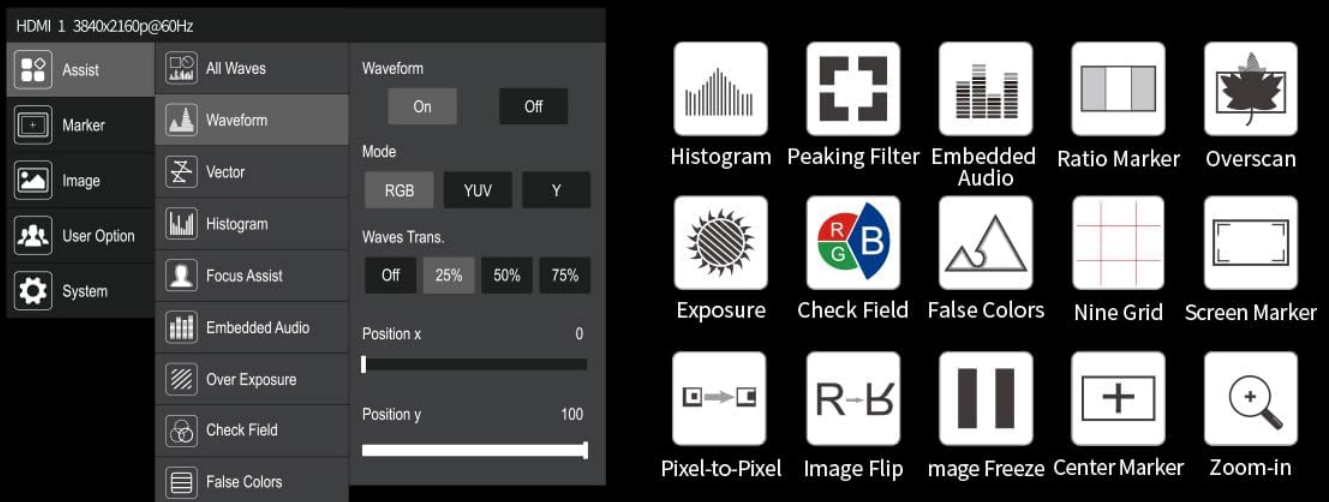 HDMI 1 3840x2160p@60Hz
Assist
Marker
Image
User Option
System
All Waves
Waveform
Vector
Histogram
Focus Assist
Embedded Audio
Over Exposure
Check Field
False Colors
Waveform
On Off
Mode
RGB YUV Y
Waves Trans.
Off 25% 50% 75%
Position x 0
Position y 100
Histogram Peaking Filter Embedded Audio Ratio Marker Overscan
R
G
B
Exposure Check Field False Colors Nine Grid Screen Marker
R-R
Pixel-to-Pixel Image Flip mage Freeze Center Marker Zoom-in